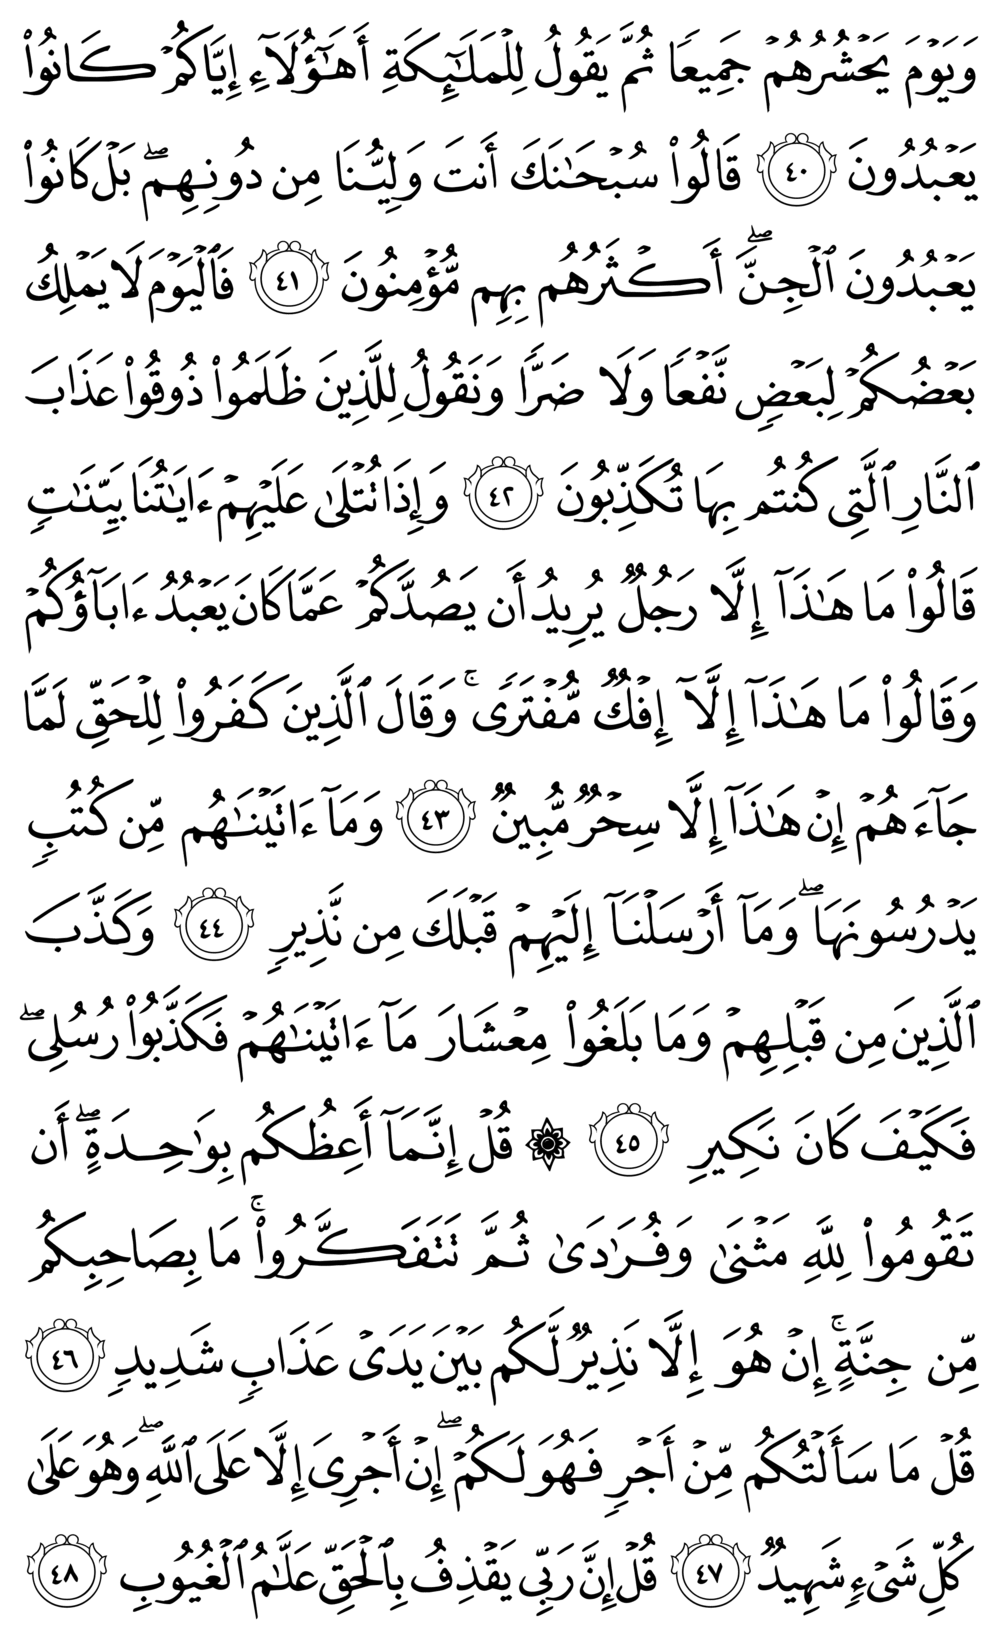 وَيَوْمَ يَحْشُرُهُمْ جَمِيعًا ثُمَّ يَقُولُ لِلْمَلَـٰٓئِكَةِ أَهَـٰٓؤُلَآءِ إِيَّاكُمْ كَانُوا۟
يَعْبُدُونَ ٤٠ قَالُوا۟ سُبْحَـٰنَكَ أَنتَ وَلِيُّنَا مِن دُونِهِم ۖ بَلْ كَانُوا۟
يَعْبُدُونَ ٱلْجِنَّ ۖ أَكْثَرُهُم بِهِم مُّؤْمِنُونَ ٤١ فَٱلْيَوْمَ لَا يَمْلِكُ
بَعْضُكُمْ لِبَعْضٍ نَّفْعًا وَلَا ضَرًّا وَنَقُولُ لِلَّذِينَ ظَلَمُوا۟ ذُوقُوا۟ عَذَابَ
ٱلنَّارِ ٱلَّتِى كُنتُم بِهَا تُكَذِّبُونَ ٤٢ وَإِذَا تُتْلَىٰ عَلَيْهِمْ ءَايَـٰتُنَا بَيِّنَـٰتٍ
قَالُوا۟ مَا هَـٰذَآ إِلَّا رَجُلٌ يُرِيدُ أَن يَصُدَّكُمْ عَمَّا كَانَ يَعْبُدُ ءَابَآؤُكُمْ
وَقَالُوا۟ مَا هَـٰذَآ إِلَّآ إِفْكٌ مُّفْتَرًى ۚ وَقَالَ ٱلَّذِينَ كَفَرُوا۟ لِلْحَقِّ لَمَّا
جَآءَهُمْ إِنْ هَـٰذَآ إِلَّا سِحْرٌ مُّبِينٌ ٤٣ وَمَآ ءَاتَيْنَـٰهُم مِّن كُتُبٍ
يَدْرُسُونَهَا ۖ وَمَآ أَرْسَلْنَآ إِلَيْهِمْ قَبْلَكَ مِن نَّذِيرٍ ٤٤ وَكَذَّبَ
ٱلَّذِينَ مِن قَبْلِهِمْ وَمَا بَلَغُوا۟ مِعْشَارَ مَآ ءَاتَيْنَـٰهُمْ فَكَذَّبُوا۟ رُسُلِى ۖ
فَكَيْفَ كَانَ نَكِيرِ ٤٥ ۞ قُلْ إِنَّمَآ أَعِظُكُم بِوَٰحِدَةٍ ۖ أَن
تَقُومُوا۟ لِلَّهِ مَثْنَىٰ وَفُرَٰدَىٰ ثُمَّ تَتَفَكَّرُوا۟ ۚ مَا بِصَاحِبِكُم
مِّن جِنَّةٍ ۚ إِنْ هُوَ إِلَّا نَذِيرٌ لَّكُم بَيْنَ يَدَىْ عَذَابٍ شَدِيدٍ ٤٦
قُلْ مَا سَأَلْتُكُم مِّنْ أَجْرٍ فَهُوَ لَكُمْ ۖ إِنْ أَجْرِىَ إِلَّا عَلَى ٱللَّهِ ۖ وَهُوَ عَلَىٰ
كُلِّ شَىْءٍ شَهِيدٌ ٤٧ قُلْ إِنَّ رَبِّى يَقْذِفُ بِٱلْحَقِّ عَلَّـٰمُ ٱلْغُيُوبِ ٤٨